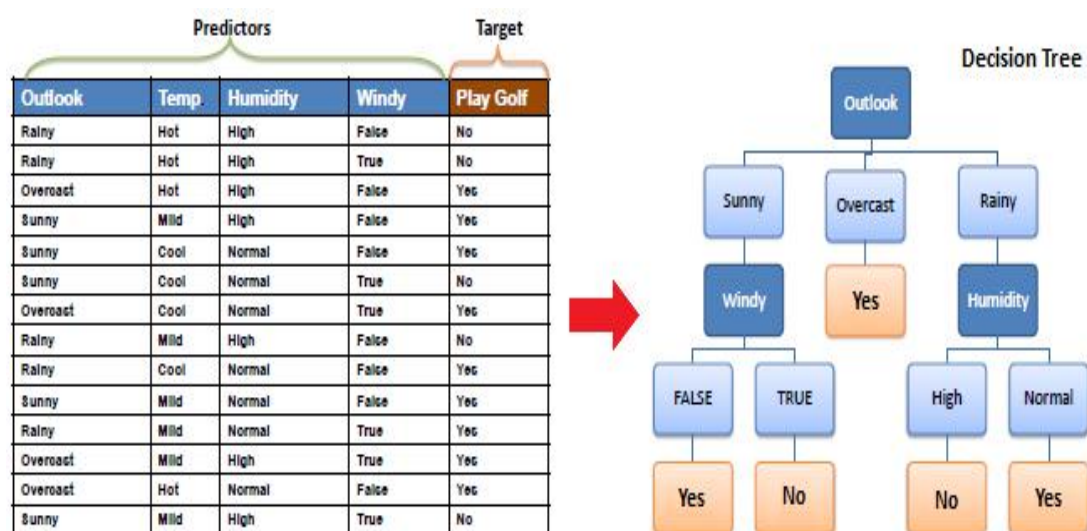 Predictors Target
Outlook Temp. Humidity Windy Play Golf
Rainy Hot High False No
Rainy Hot High True No
Overcast Hot High False Yes
Sunny Mild High False Yes
Sunny Cool Normal False Yes
Sunny Cool Normal True No
Overcast Cool Normal True Yes
Rainy Mild High False No
Rainy Cool Normal False Yes
Sunny Mild Normal False Yes
Rainy Mild Normal True Yes
Overcast Mild High True Yes
Overcast Hot Normal False Yes
Sunny Mild High True No
Decision Tree
Outlook
Sunny Overcast Rainy
Windy Yes Humidity
FALSE TRUE High Normal
Yes No No Yes